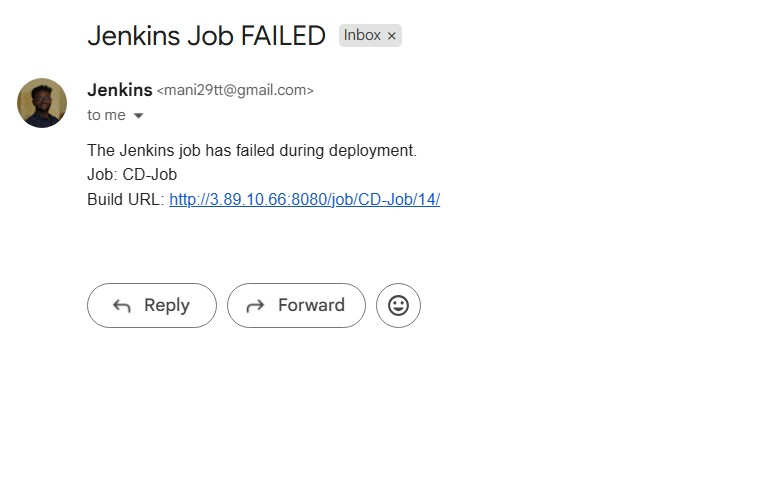 Jenkins Job FAILED Inbox ×
Jenkins <mani29tt@gmail.com>
to me
The Jenkins job has failed during deployment.
Job: CD-Job
Build URL: http://3.89.10.66:8080/job/CD-Job/14/
Reply Forward